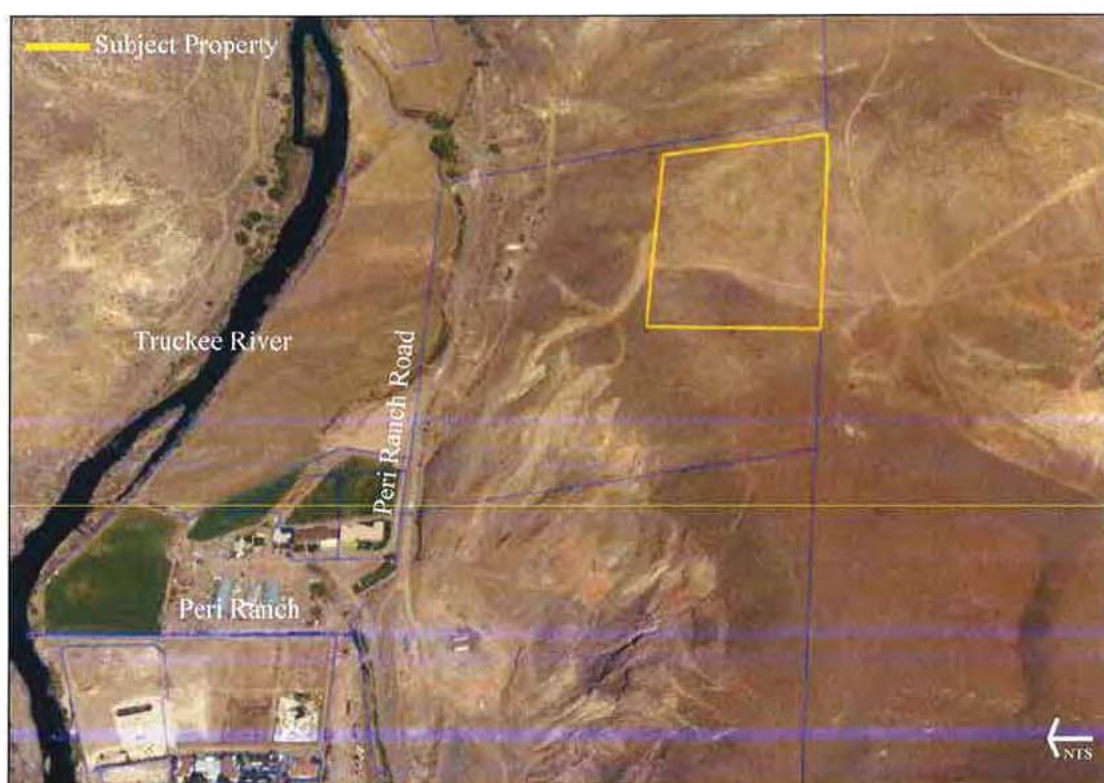 Subject Property
Truckee River
Peri Ranch Road
Peri Ranch
NTS